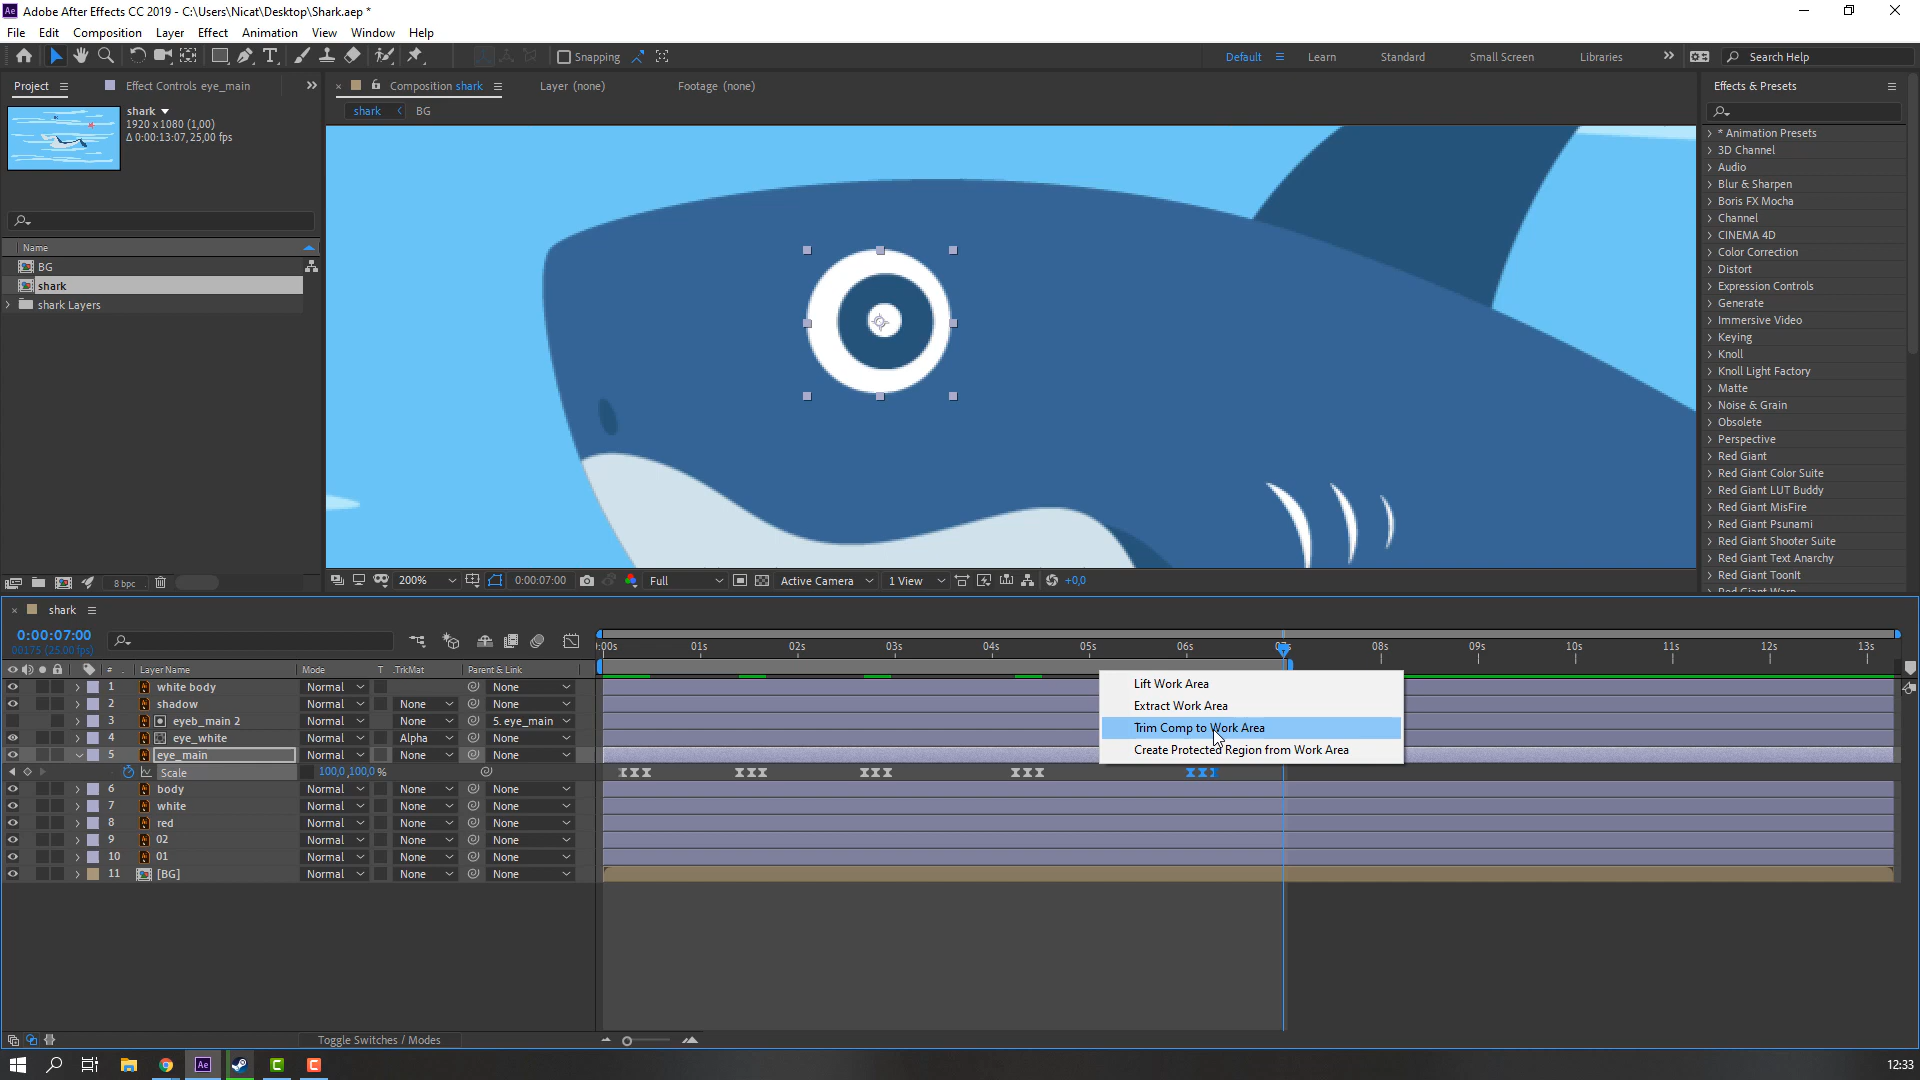 Adobe After Effects CC 2019 - C:\Users\Nicat\Desktop\Shark.aep *
File Edit Composition Layer Effect Animation View Window Help
Snapping Default Learn Standard Small Screen Libraries Search Help
Project Effect Controls eye_main Composition shark Layer (none) Footage (none) Effects & Presets
shark BG
shark
1920 x 1080 (1,00)
Δ 0:00:13:07, 25,00 fps
Name
BG
shark
shark Layers
8 bpc
* Animation Presets
3D Channel
Audio
Blur & Sharpen
Boris FX Mocha
Channel
CINEMA 4D
Color Correction
Distort
Expression Controls
Generate
Immersive Video
Keying
Knoll
Knoll Light Factory
Matte
Noise & Grain
Obsolete
Perspective
Red Giant
Red Giant Color Suite
Red Giant LUT Buddy
Red Giant MisFire
Red Giant Psunami
Red Giant Shooter Suite
Red Giant Text Anarchy
Red Giant ToonIt
Red Giant Warp
200% 0:00:07:00 Full Active Camera 1 View +0,0
shark
0:00:07:00
00175 (25.00 fps)
:00s 01s 02s 03s 04s 05s 06s 07s 08s 09s 10s 11s 12s 13s
# Layer Name Mode T .TrkMat Parent & Link
1 white body Normal None
2 shadow Normal None None
3 eyeb_main 2 Normal None 5. eye_main
4 eye_white Normal Alpha None
5 eye_main Normal None None
Scale 100,0,100,0 %
6 body Normal None None
7 white Normal None None
8 red Normal None None
9 02 Normal None None
10 01 Normal None None
11 [BG] Normal None None
Lift Work Area
Extract Work Area
Trim Comp to Work Area
Create Protected Region from Work Area
Toggle Switches / Modes
12:33